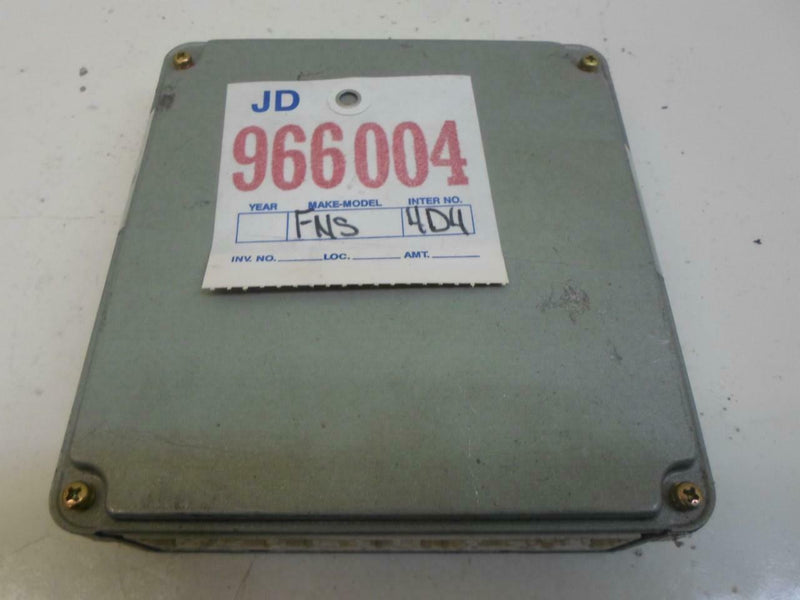 JD
966004
YEAR MAKE-MODEL INTER NO.
FNS 4D4
INV. NO. LOC. AMT.